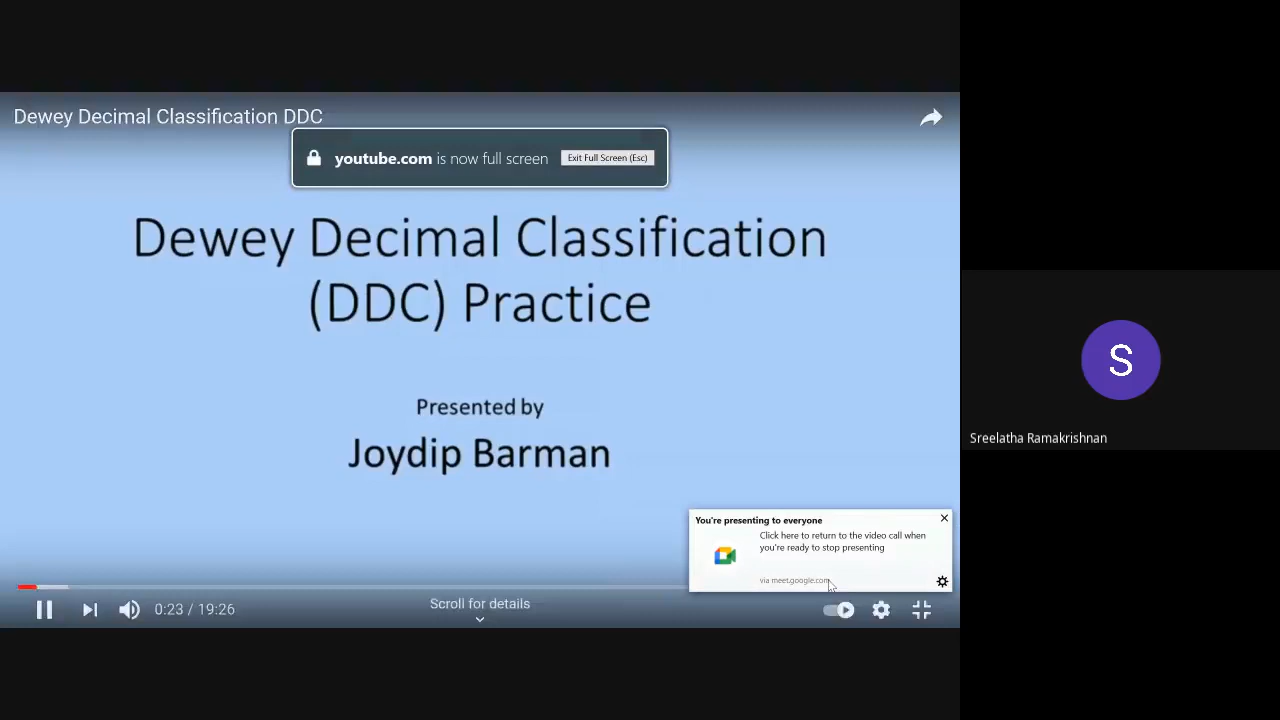 Dewey Decimal Classification DDC
youtube.com is now full screen
Exit Full Screen (Esc)
Dewey Decimal Classification
(DDC) Practice
Presented by
Joydip Barman
You're presenting to everyone
Click here to return to the video call when
you're ready to stop presenting
via meet.google.com
0:23 / 19:26
Scroll for details
S
Sreelatha Ramakrishnan